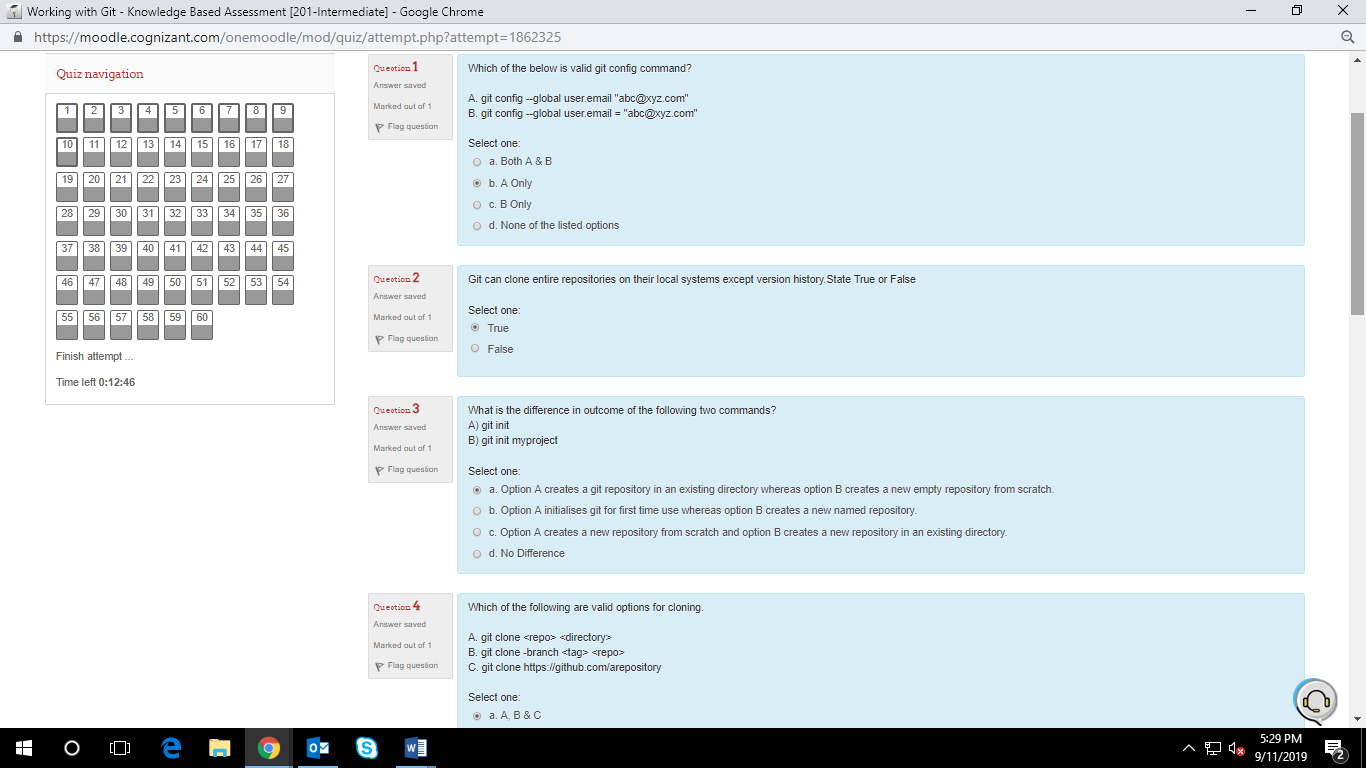 Working with Git - Knowledge Based Assessment [201-Intermediate] - Google Chrome
https://moodle.cognizant.com/onemoodle/mod/quiz/attempt.php?attempt=1862325
Quiz navigation
1 2 3 4 5 6 7 8 9
10 11 12 13 14 15 16 17 18
19 20 21 22 23 24 25 26 27
28 29 30 31 32 33 34 35 36
37 38 39 40 41 42 43 44 45
46 47 48 49 50 51 52 53 54
55 56 57 58 59 60
Finish attempt ...
Time left 0:12:46
Question 1
Answer saved
Marked out of 1
Flag question
Which of the below is valid git config command?
A. git config --global user.email "abc@xyz.com"
B. git config --global user.email = "abc@xyz.com"
Select one:
a. Both A & B
b. A Only
c. B Only
d. None of the listed options
Question 2
Answer saved
Marked out of 1
Flag question
Git can clone entire repositories on their local systems except version history.State True or False
Select one:
True
False
Question 3
Answer saved
Marked out of 1
Flag question
What is the difference in outcome of the following two commands?
A) git init
B) git init myproject
Select one:
a. Option A creates a git repository in an existing directory whereas option B creates a new empty repository from scratch.
b. Option A initialises git for first time use whereas option B creates a new named repository.
c. Option A creates a new repository from scratch and option B creates a new repository in an existing directory.
d. No Difference
Question 4
Answer saved
Marked out of 1
Flag question
Which of the following are valid options for cloning.
A. git clone <repo> <directory>
B. git clone -branch <tag> <repo>
C. git clone https://github.com/arepository
Select one:
a. A, B & C
5:29 PM
9/11/2019
2